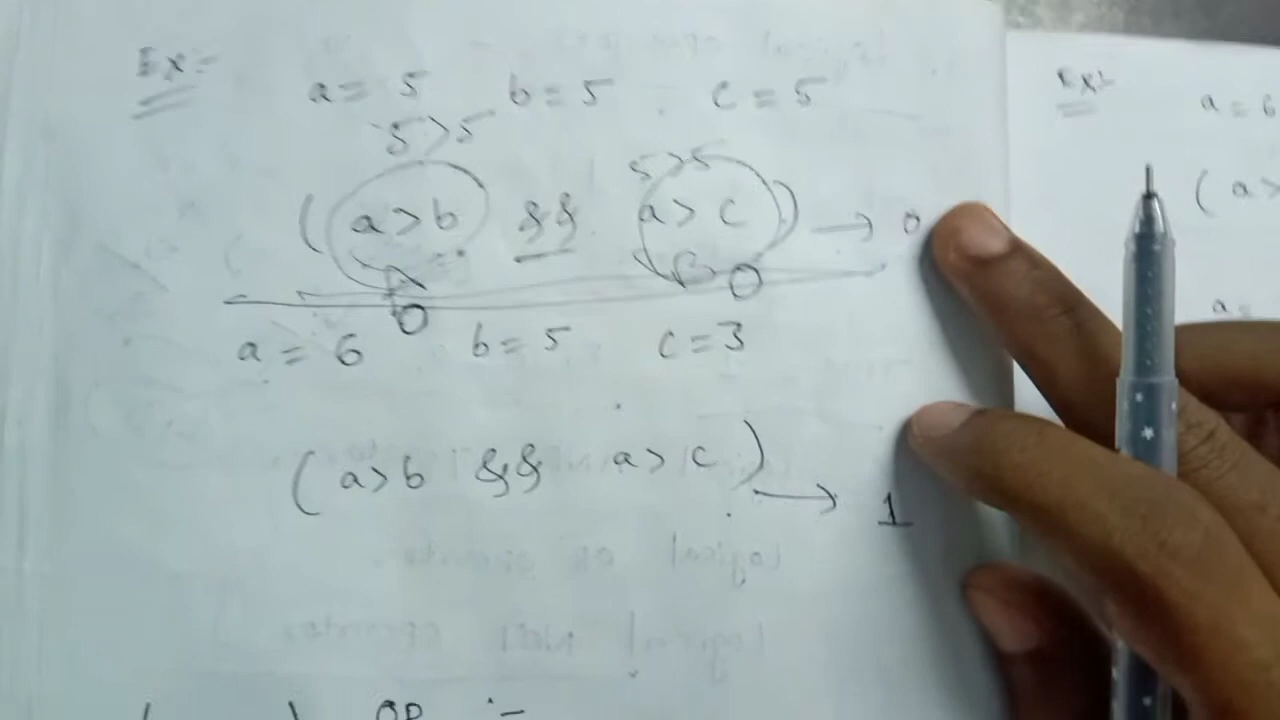 Ex:-
a = 5 b = 5 c = 5
5>5 5>5
( a>b && a> c ) → 0
A B 0
0
a = 6 b = 5 c = 3
( a>b && a> c ) → 1
OR :-
Ex:-
a = 6
( a>
a =